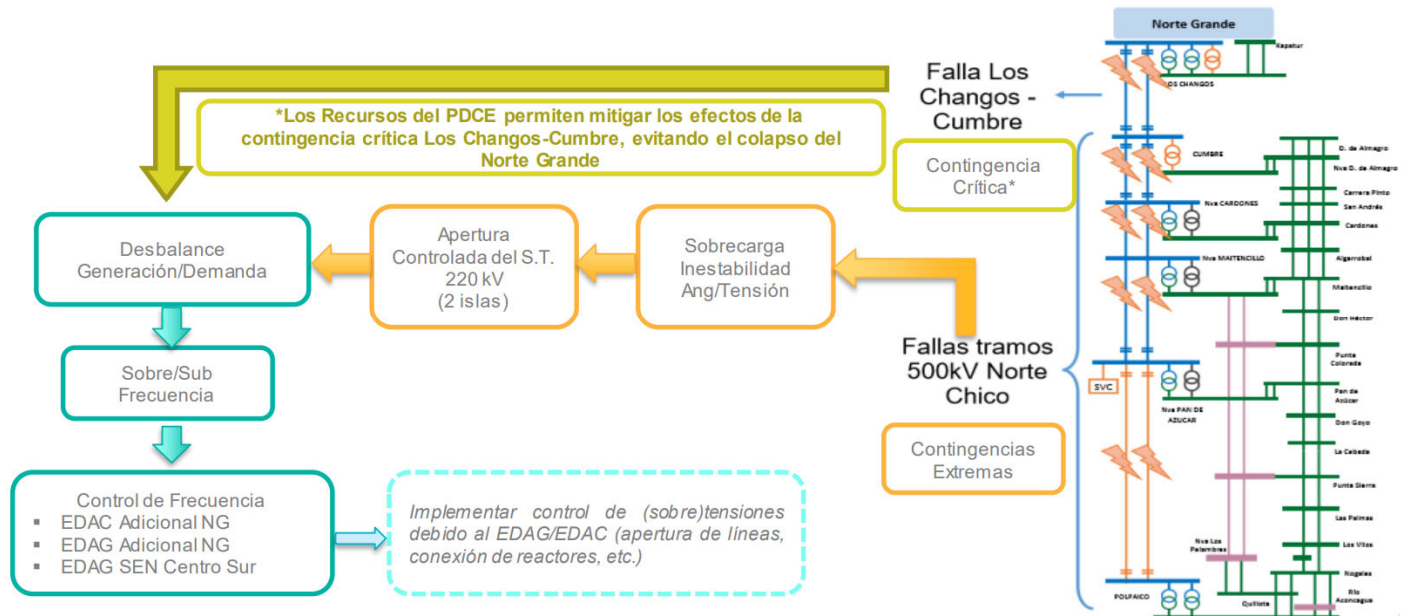 Norte Grande
Kapatur
LOS CHANGOS
Falla Los
Changos -
Cumbre
*Los Recursos del PDCE permiten mitigar los efectos de la
contingencia crítica Los Changos-Cumbre, evitando el colapso del
Norte Grande
Contingencia
Crítica*
CUMBRE
D. de Almagro
Nva D. de Almagro
Carrera Pinto
San Andrés
Nva CARDONES
Cardones
Desbalance
Generación/Demanda
Apertura
Controlada del S.T.
220 kV
(2 islas)
Sobrecarga
Inestabilidad
Ang/Tensión
Nva MAITENCILLO
Algarrobal
Maitencillo
Don Héctor
Sobre/Sub
Frecuencia
Fallas tramos
500kV Norte
Chico
Punta
Colorada
SVC
Nva PAN DE
AZUCAR
Pan de
Azúcar
Don Goyo
La Cebada
Contingencias
Extremas
Punta Sierra
Las Palmas
Control de Frecuencia
▪ EDAC Adicional NG
▪ EDAG Adicional NG
▪ EDAG SEN Centro Sur
Implementar control de (sobre)tensiones
debido al EDAG/EDAC (apertura de líneas,
conexión de reactores, etc.)
Nva Los
Pelambres
Los Vilos
Nogales
POLPAICO
Quillota
Río
Aconcagua